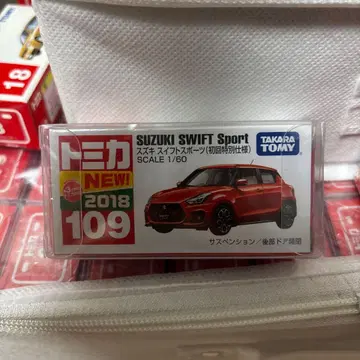 18
トミカ
NEW!
2018
109
SUZUKI SWIFT Sport
スズキ スイフトスポーツ(初回特別仕様)
SCALE 1/60
TAKARA
TOMY
サスペンション/後部ドア開閉